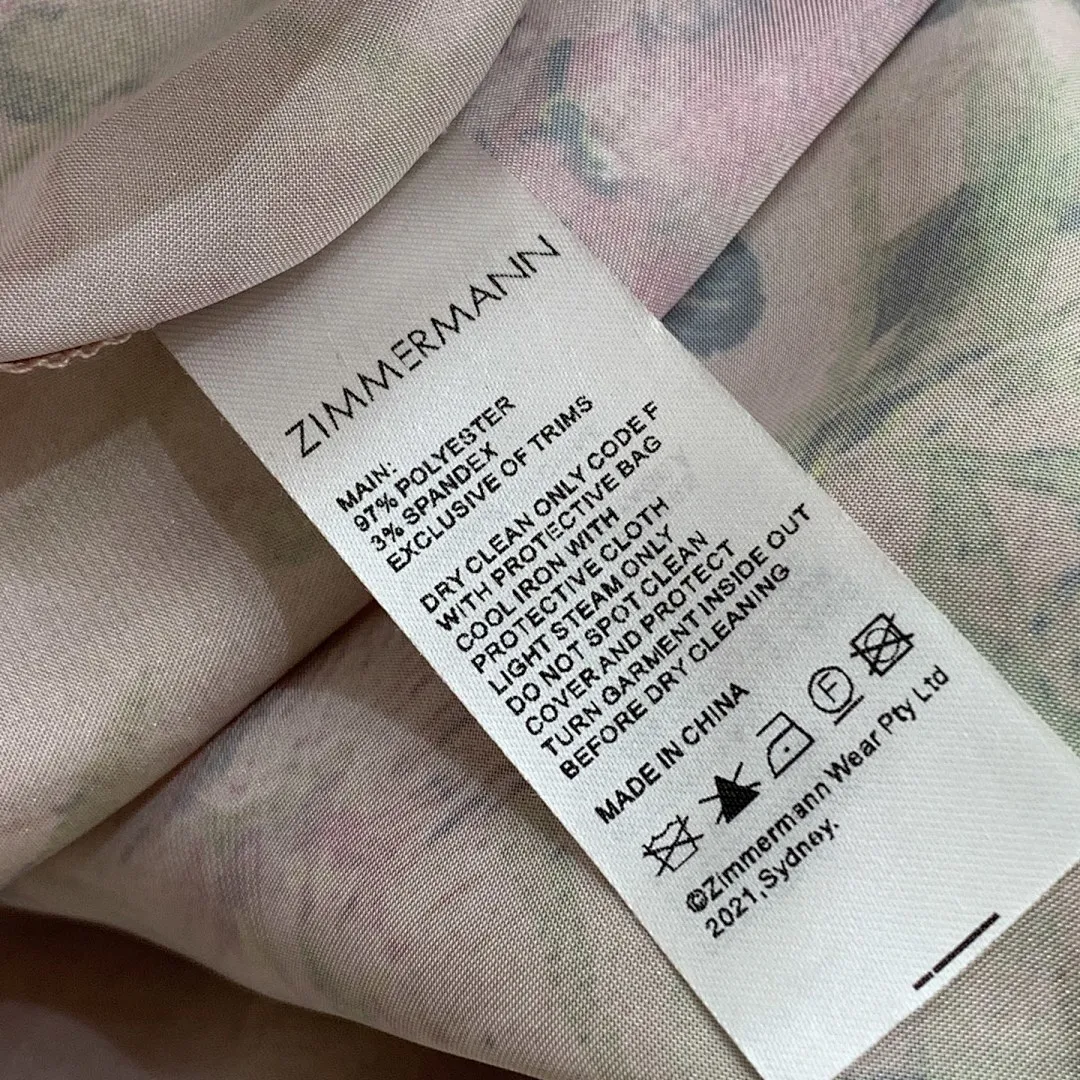 ZIMMERMANN
MAIN:
97% POLYESTER
3% SPANDEX
EXCLUSIVE OF TRIMS
DRY CLEAN ONLY CODE F
WITH PROTECTIVE BAG
COOL IRON WITH
PROTECTIVE CLOTH
LIGHT STEAM ONLY
DO NOT SPOT CLEAN
COVER AND PROTECT
TURN GARMENT INSIDE OUT
BEFORE DRY CLEANING
MADE IN CHINA
F
©Zimmermann Wear Pty Ltd
2021,Sydney.